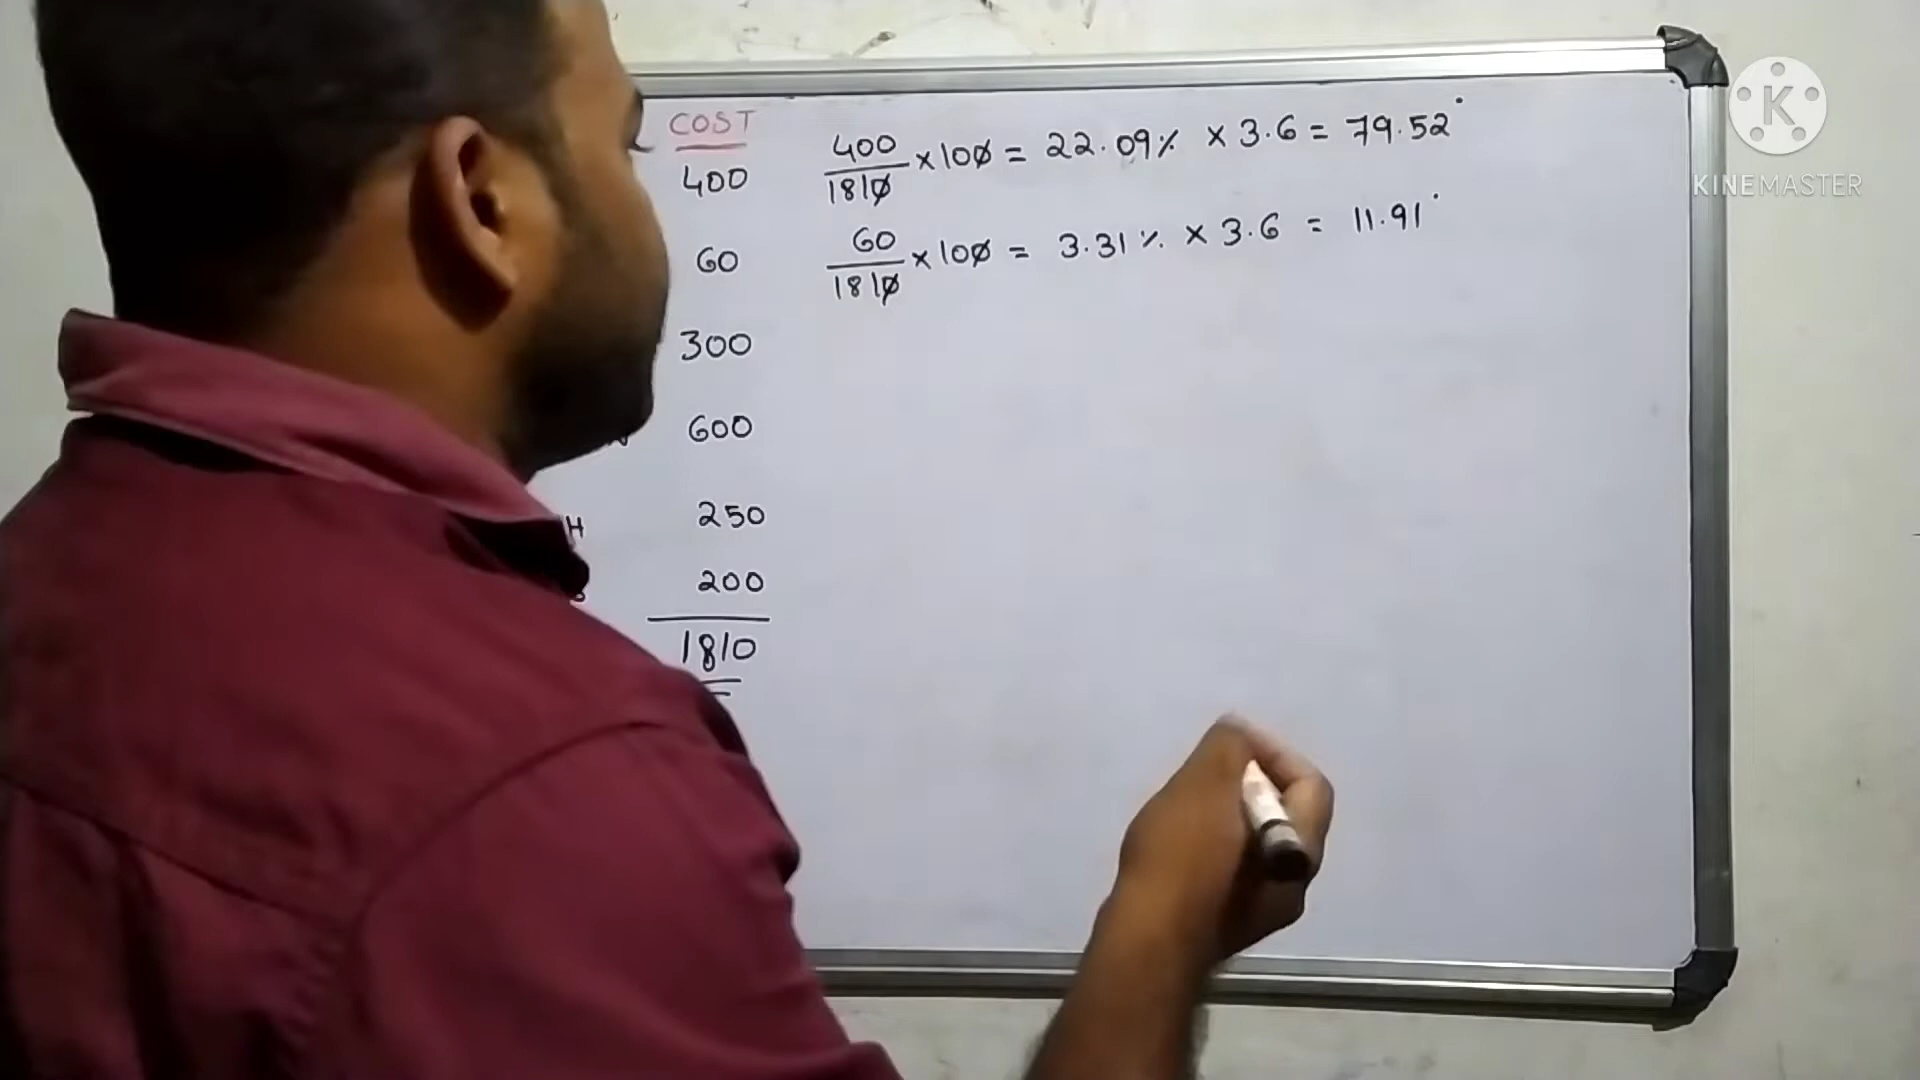 COST
400 400/1810 × 100 = 22.09% × 3.6 = 79.52°
60 60/1810 × 100 = 3.31% × 3.6 = 11.91°
300
600
H 250
200
1810
K
KINEMASTER